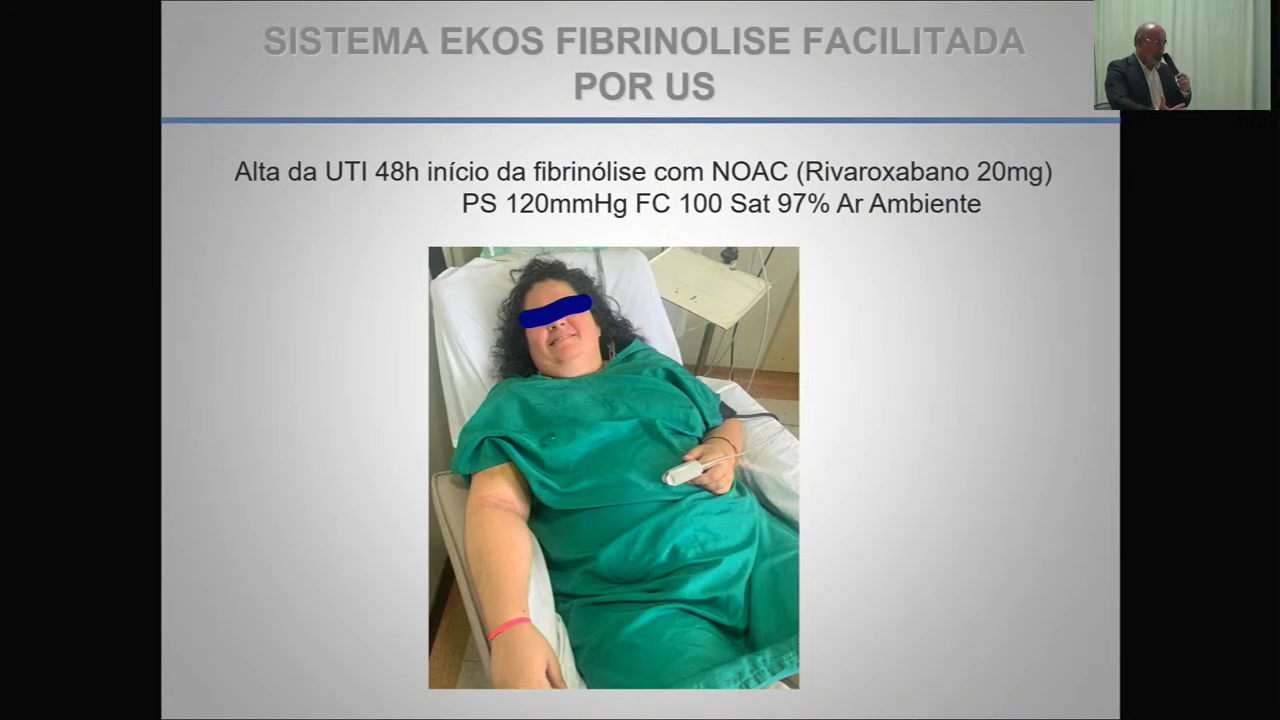 SISTEMA EKOS FIBRINOLISE FACILITADA
POR US
Alta da UTI 48h início da fibrinólise com NOAC (Rivaroxabano 20mg)
PS 120mmHg FC 100 Sat 97% Ar Ambiente